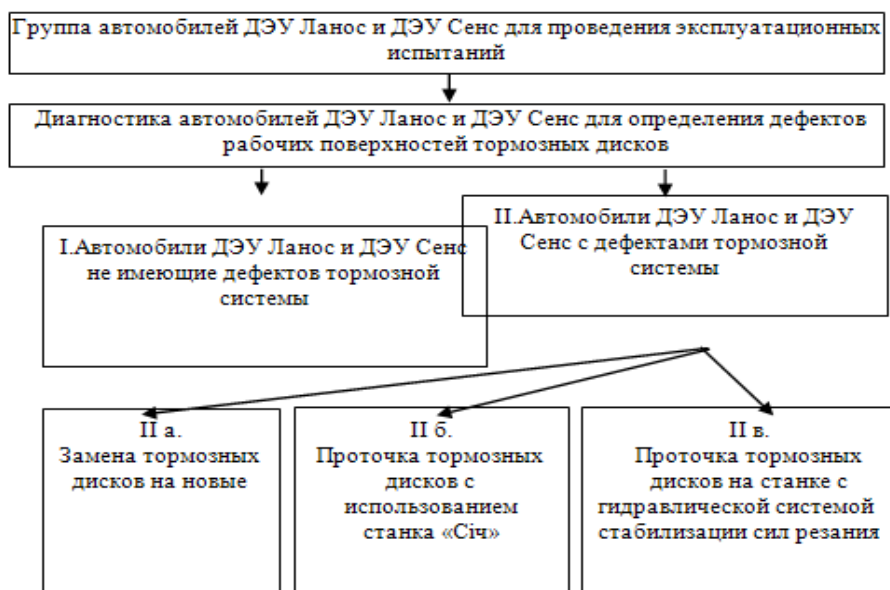 Группа автомобилей ДЭУ Ланос и ДЭУ Сенс для проведения эксплуатационных
испытаний
Диагностика автомобилей ДЭУ Ланос и ДЭУ Сенс для определения дефектов
рабочих поверхностей тормозных дисков
I.Автомобили ДЭУ Ланос и ДЭУ Сенс
не имеющие дефектов тормозной
системы
II.Автомобили ДЭУ Ланос и ДЭУ
Сенс с дефектами тормозной
системы
II а.
Замена тормозных
дисков на новые
II б.
Проточка тормозных
дисков с
использованием
станка «Січ»
II в.
Проточка тормозных
дисков на станке с
гидравлической системой
стабилизации сил резания